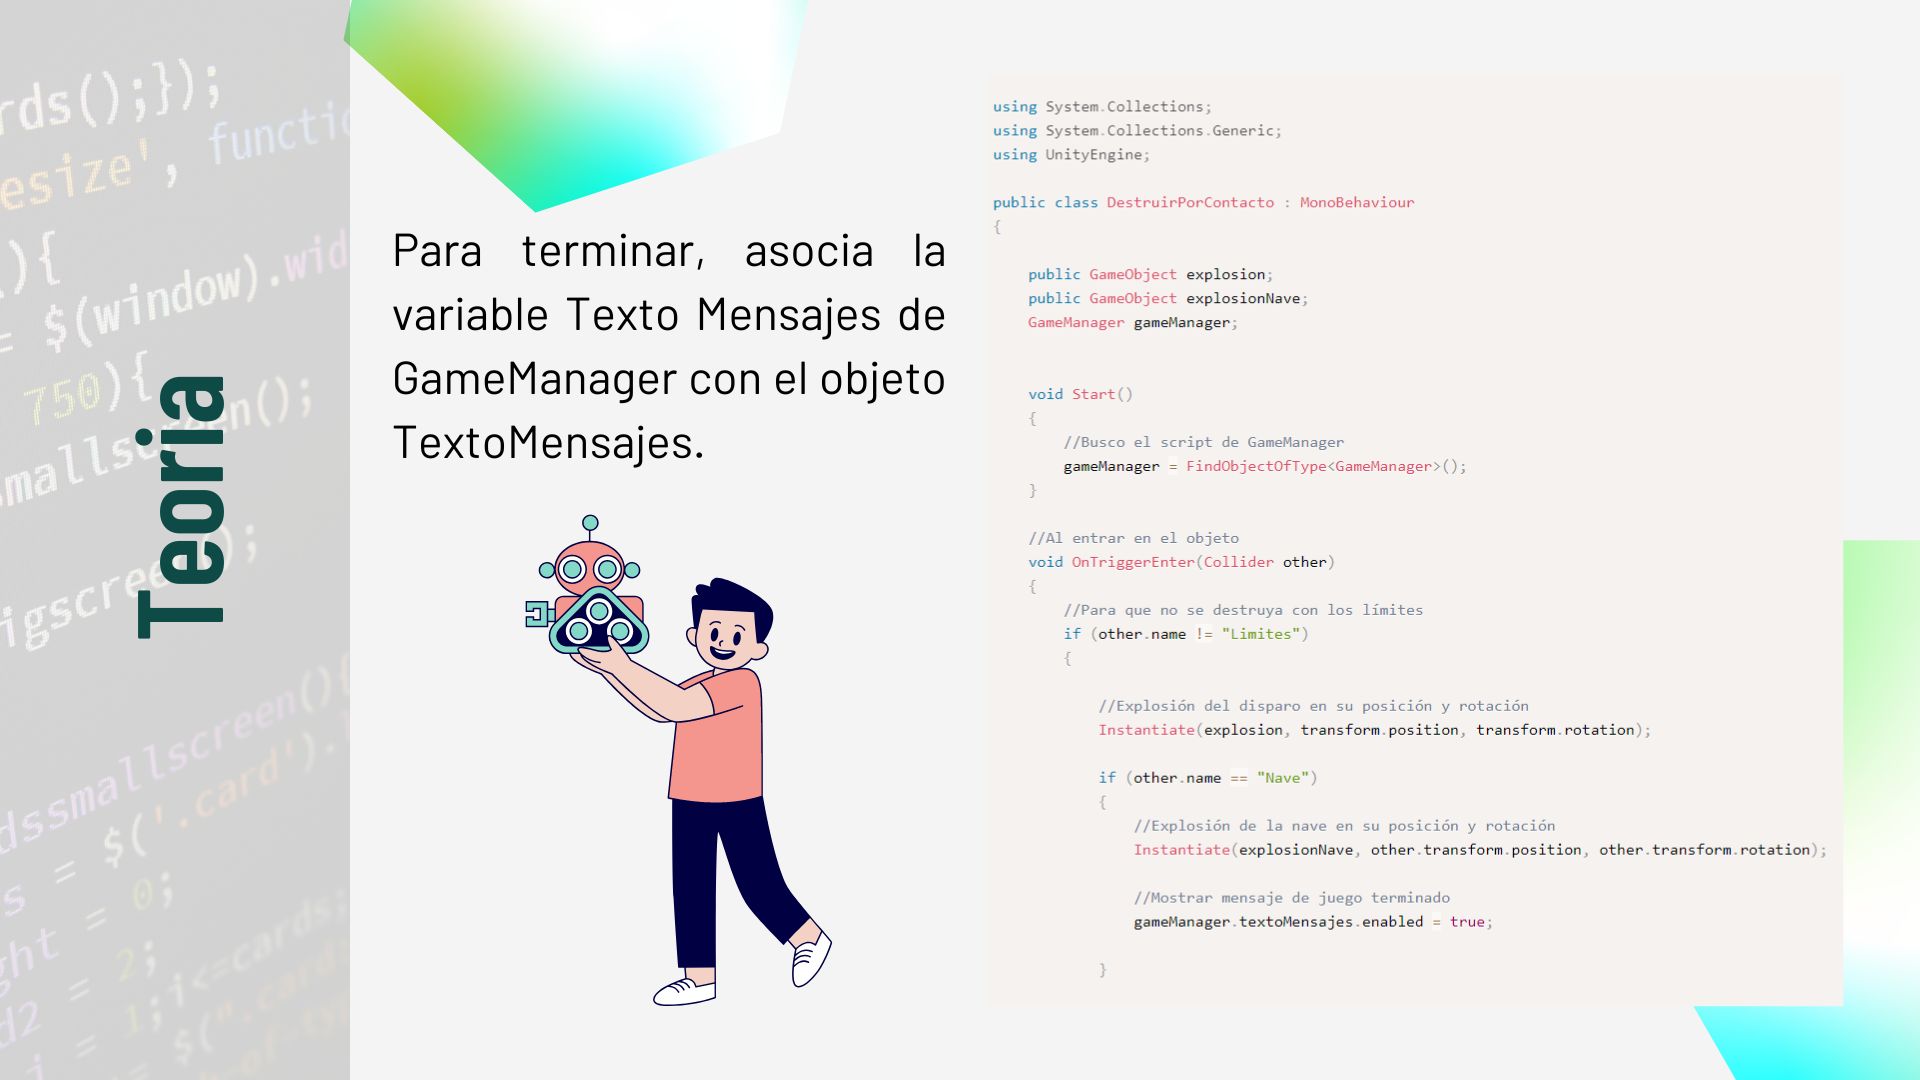 rds();});
esize', functio
){
= $(window).wid
750){
smallscreen();
igscreen();
dssmallscreen(){
= $('.card').
s = 0;
ght = 2;
d2 = 1;i<=cards;
Teoria
Para terminar, asocia la
variable Texto Mensajes de
GameManager con el objeto
TextoMensajes.
using System.Collections;
using System.Collections.Generic;
using UnityEngine;
public class DestruirPorContacto : MonoBehaviour
{
public GameObject explosion;
public GameObject explosionNave;
GameManager gameManager;
void Start()
{
//Busco el script de GameManager
gameManager = FindObjectOfType<GameManager>();
}
//Al entrar en el objeto
void OnTriggerEnter(Collider other)
{
//Para que no se destruya con los límites
if (other.name != "Limites")
{
//Explosión del disparo en su posición y rotación
Instantiate(explosion, transform.position, transform.rotation);
if (other.name == "Nave")
{
//Explosión de la nave en su posición y rotación
Instantiate(explosionNave, other.transform.position, other.transform.rotation);
//Mostrar mensaje de juego terminado
gameManager.textoMensajes.enabled = true;
}